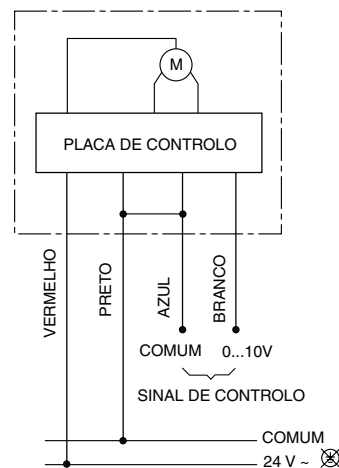 M
PLACA DE CONTROLO
VERMELHO
PRETO
AZUL
BRANCO
COMUM
0...10V
SINAL DE CONTROLO
COMUM
24 V ~